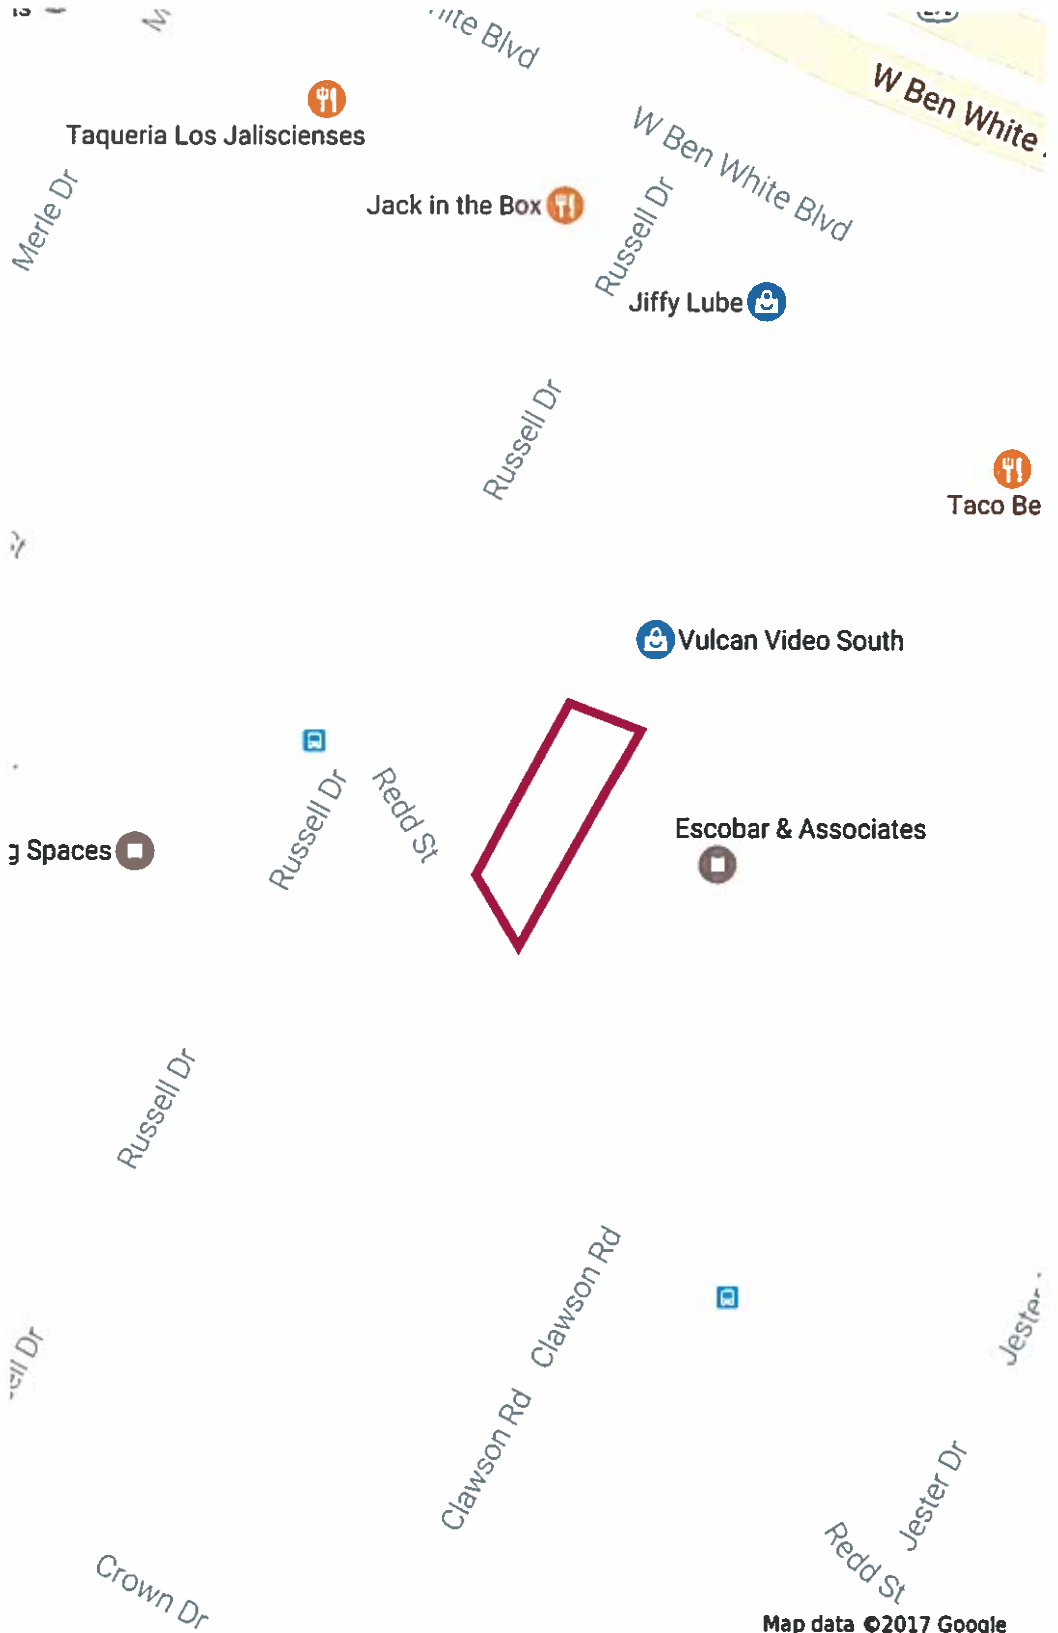 W Ben White
W Ben White Blvd
Taqueria Los Jaliscienses
Merle Dr
Jack in the Box
Russell Dr
Jiffy Lube
Russell Dr
Taco Be
Vulcan Video South
Russell Dr
Redd St
Escobar & Associates
g Spaces
Russell Dr
Clawson Rd
Clawson Rd
Jester Dr
Redd St
Crown Dr
Map data ©2017 Google